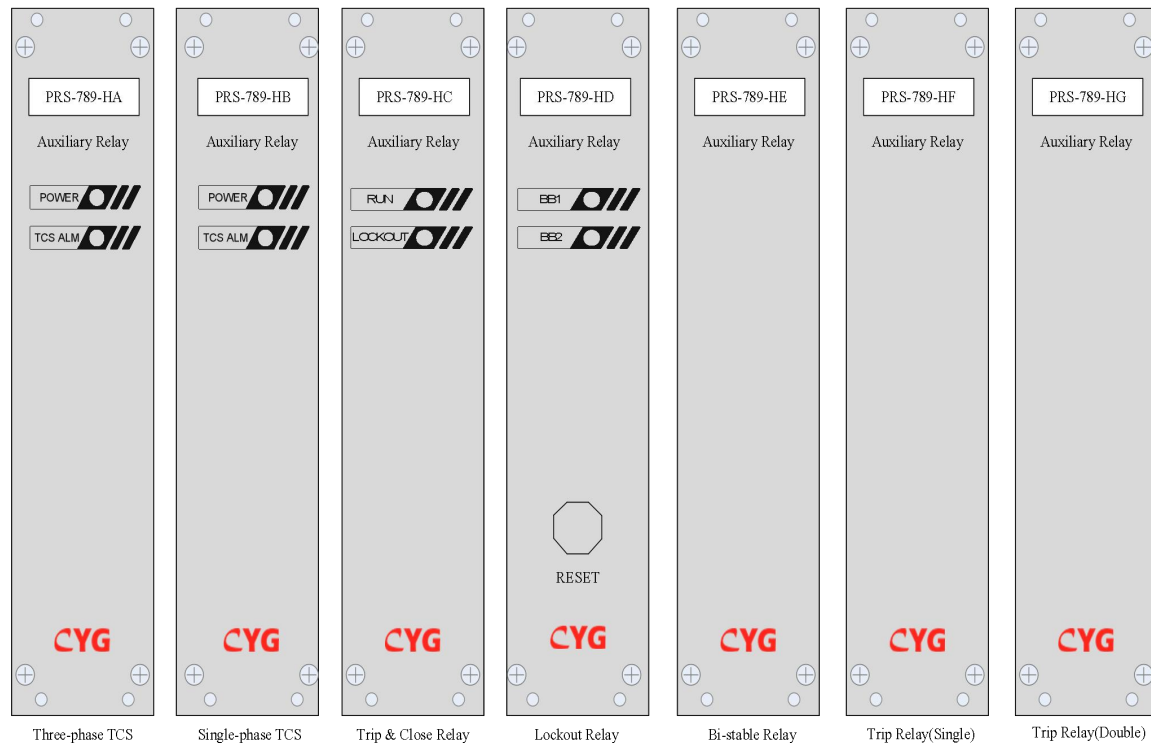 PRS-789-HA
Auxiliary Relay
POWER
TCS ALM
CYG
Three-phase TCS
PRS-789-HB
Auxiliary Relay
POWER
TCS ALM
CYG
Single-phase TCS
PRS-789-HC
Auxiliary Relay
RUN
LOCKOUT
CYG
Trip & Close Relay
PRS-789-HD
Auxiliary Relay
BB1
BB2
RESET
CYG
Lockout Relay
PRS-789-HE
Auxiliary Relay
CYG
Bi-stable Relay
PRS-789-HF
Auxiliary Relay
CYG
Trip Relay(Single)
PRS-789-HG
Auxiliary Relay
CYG
Trip Relay(Double)